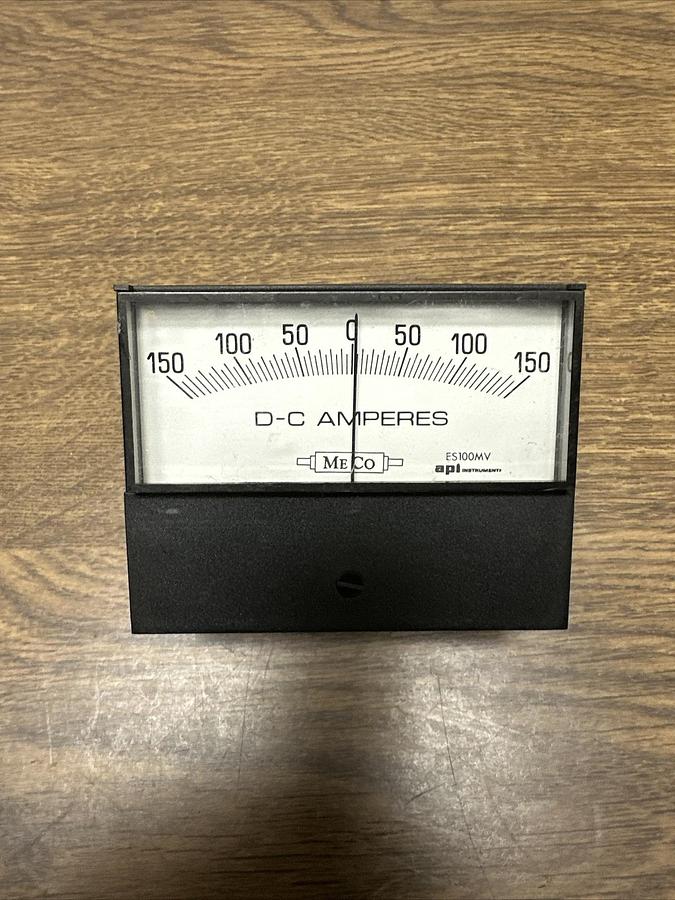 150 100 50 0 50 100 150
D-C AMPERES
MECO
ES100MV
api INSTRUMENTS